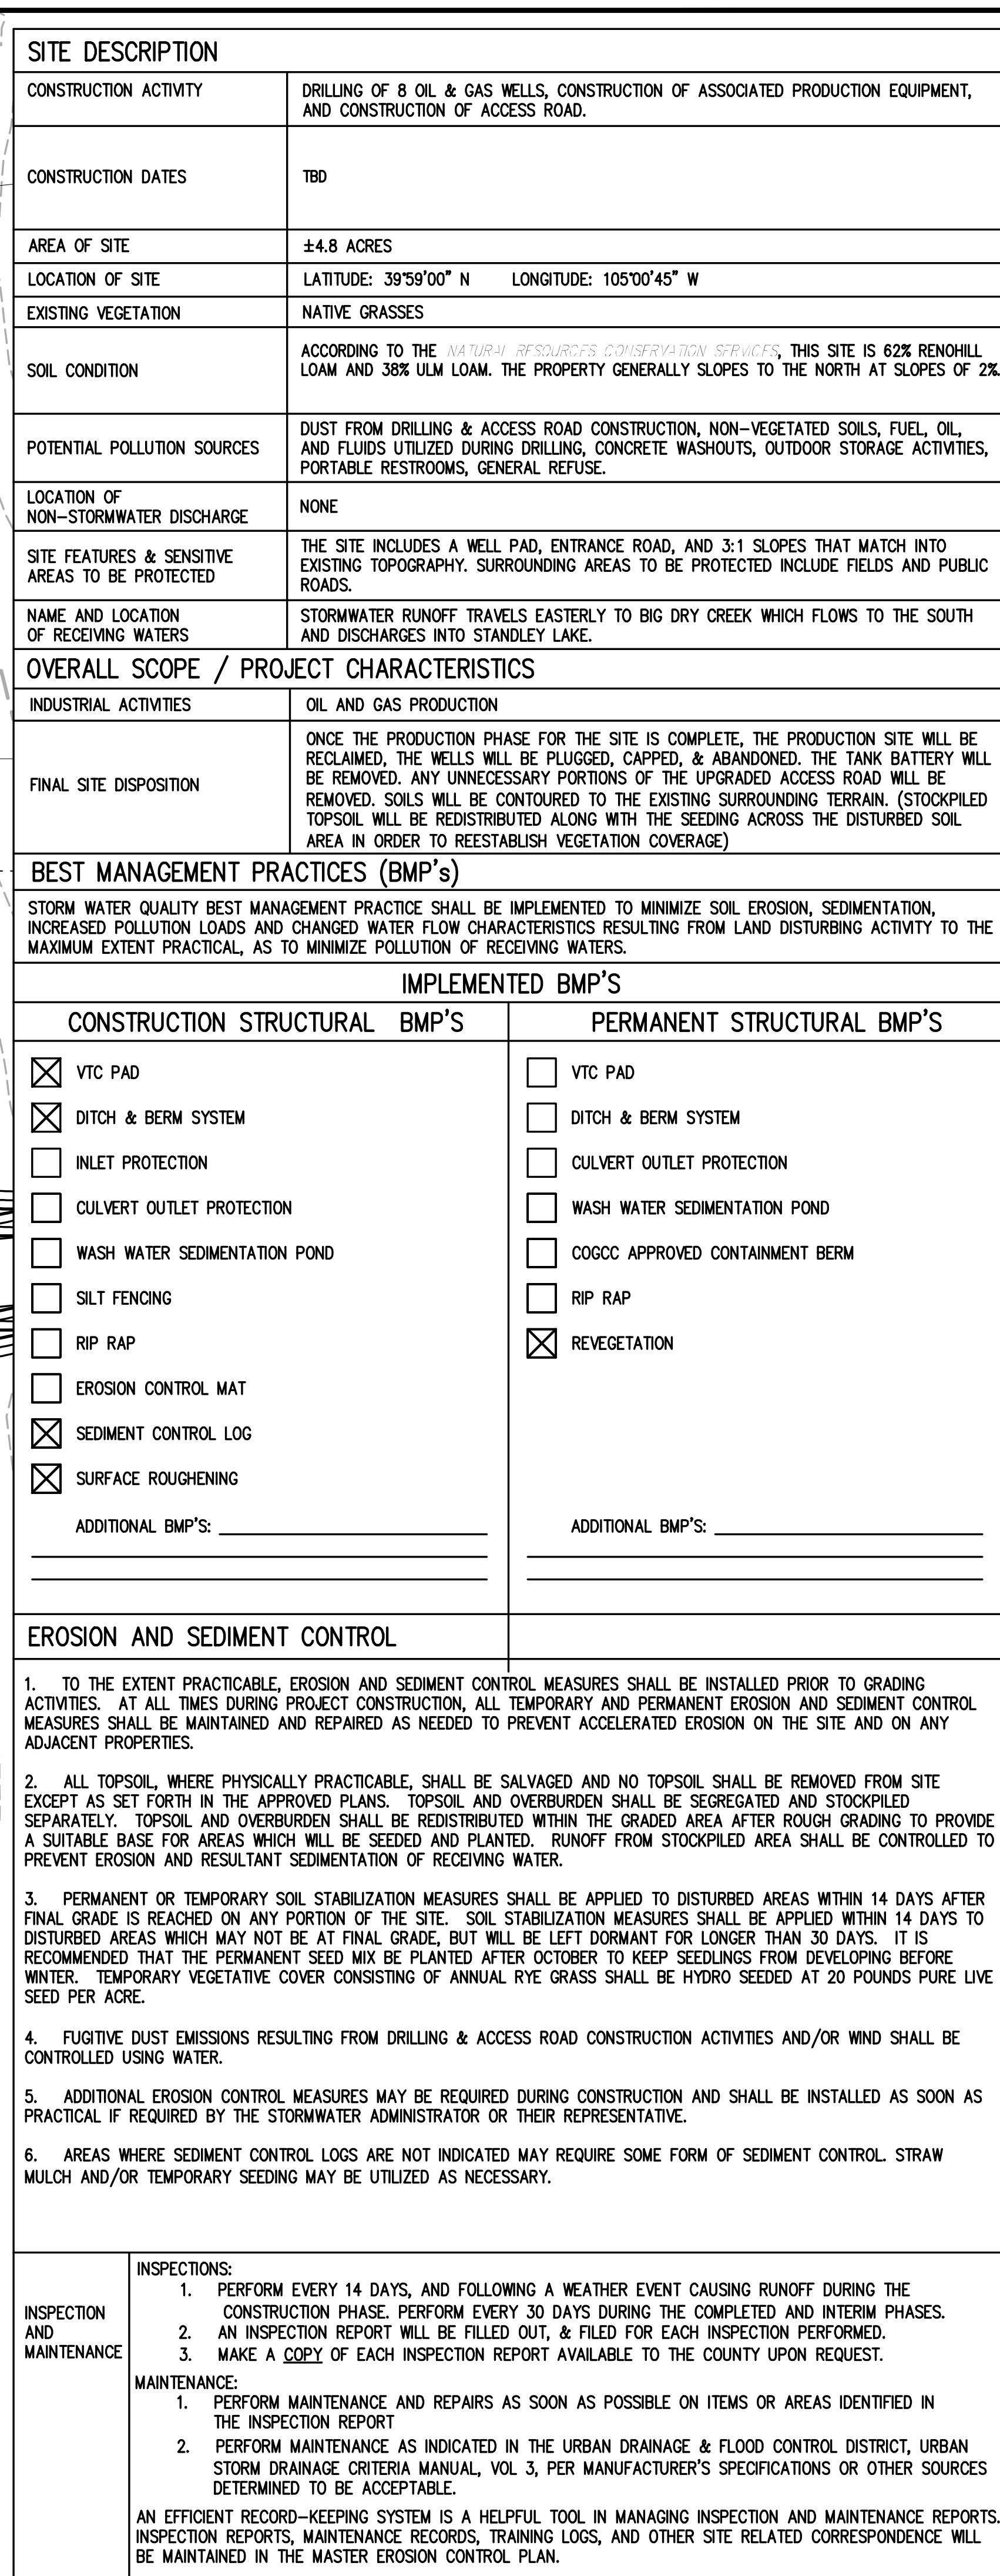 SITE DESCRIPTION
CONSTRUCTION ACTIVITY
DRILLING OF 8 OIL & GAS WELLS, CONSTRUCTION OF ASSOCIATED PRODUCTION EQUIPMENT,
AND CONSTRUCTION OF ACCESS ROAD.
CONSTRUCTION DATES
TBD
AREA OF SITE
±4.8 ACRES
LOCATION OF SITE
LATITUDE: 39°59'00" N LONGITUDE: 105°00'45" W
EXISTING VEGETATION
NATIVE GRASSES
SOIL CONDITION
ACCORDING TO THE NATURAL RESOURCES CONSERVATION SERVICES, THIS SITE IS 62% RENOHILL
LOAM AND 38% ULM LOAM. THE PROPERTY GENERALLY SLOPES TO THE NORTH AT SLOPES OF 2%.
POTENTIAL POLLUTION SOURCES
DUST FROM DRILLING & ACCESS ROAD CONSTRUCTION, NON-VEGETATED SOILS, FUEL, OIL,
AND FLUIDS UTILIZED DURING DRILLING, CONCRETE WASHOUTS, OUTDOOR STORAGE ACTIVITIES,
PORTABLE RESTROOMS, GENERAL REFUSE.
LOCATION OF
NON-STORMWATER DISCHARGE
NONE
SITE FEATURES & SENSITIVE
AREAS TO BE PROTECTED
THE SITE INCLUDES A WELL PAD, ENTRANCE ROAD, AND 3:1 SLOPES THAT MATCH INTO
EXISTING TOPOGRAPHY. SURROUNDING AREAS TO BE PROTECTED INCLUDE FIELDS AND PUBLIC
ROADS.
NAME AND LOCATION
OF RECEIVING WATERS
STORMWATER RUNOFF TRAVELS EASTERLY TO BIG DRY CREEK WHICH FLOWS TO THE SOUTH
AND DISCHARGES INTO STANDLEY LAKE.
OVERALL SCOPE / PROJECT CHARACTERISTICS
INDUSTRIAL ACTIVITIES
OIL AND GAS PRODUCTION
FINAL SITE DISPOSITION
ONCE THE PRODUCTION PHASE FOR THE SITE IS COMPLETE, THE PRODUCTION SITE WILL BE
RECLAIMED, THE WELLS WILL BE PLUGGED, CAPPED, & ABANDONED. THE TANK BATTERY WILL
BE REMOVED. ANY UNNECESSARY PORTIONS OF THE UPGRADED ACCESS ROAD WILL BE
REMOVED. SOILS WILL BE CONTOURED TO THE EXISTING SURROUNDING TERRAIN. (STOCKPILED
TOPSOIL WILL BE REDISTRIBUTED ALONG WITH THE SEEDING ACROSS THE DISTURBED SOIL
AREA IN ORDER TO REESTABLISH VEGETATION COVERAGE)
BEST MANAGEMENT PRACTICES (BMP's)
STORM WATER QUALITY BEST MANAGEMENT PRACTICE SHALL BE IMPLEMENTED TO MINIMIZE SOIL EROSION, SEDIMENTATION,
INCREASED POLLUTION LOADS AND CHANGED WATER FLOW CHARACTERISTICS RESULTING FROM LAND DISTURBING ACTIVITY TO THE
MAXIMUM EXTENT PRACTICAL, AS TO MINIMIZE POLLUTION OF RECEIVING WATERS.
IMPLEMENTED BMP'S
CONSTRUCTION STRUCTURAL BMP'S
VTC PAD
DITCH & BERM SYSTEM
INLET PROTECTION
CULVERT OUTLET PROTECTION
WASH WATER SEDIMENTATION POND
SILT FENCING
RIP RAP
EROSION CONTROL MAT
SEDIMENT CONTROL LOG
SURFACE ROUGHENING
ADDITIONAL BMP'S:
PERMANENT STRUCTURAL BMP'S
VTC PAD
DITCH & BERM SYSTEM
CULVERT OUTLET PROTECTION
WASH WATER SEDIMENTATION POND
COGCC APPROVED CONTAINMENT BERM
RIP RAP
REVEGETATION
ADDITIONAL BMP'S:
EROSION AND SEDIMENT CONTROL
1. TO THE EXTENT PRACTICABLE, EROSION AND SEDIMENT CONTROL MEASURES SHALL BE INSTALLED PRIOR TO GRADING
ACTIVITIES. AT ALL TIMES DURING PROJECT CONSTRUCTION, ALL TEMPORARY AND PERMANENT EROSION AND SEDIMENT CONTROL
MEASURES SHALL BE MAINTAINED AND REPAIRED AS NEEDED TO PREVENT ACCELERATED EROSION ON THE SITE AND ON ANY
ADJACENT PROPERTIES.
2. ALL TOPSOIL, WHERE PHYSICALLY PRACTICABLE, SHALL BE SALVAGED AND NO TOPSOIL SHALL BE REMOVED FROM SITE
EXCEPT AS SET FORTH IN THE APPROVED PLANS. TOPSOIL AND OVERBURDEN SHALL BE SEGREGATED AND STOCKPILED
SEPARATELY. TOPSOIL AND OVERBURDEN SHALL BE REDISTRIBUTED WITHIN THE GRADED AREA AFTER ROUGH GRADING TO PROVIDE
A SUITABLE BASE FOR AREAS WHICH WILL BE SEEDED AND PLANTED. RUNOFF FROM STOCKPILED AREA SHALL BE CONTROLLED TO
PREVENT EROSION AND RESULTANT SEDIMENTATION OF RECEIVING WATER.
3. PERMANENT OR TEMPORARY SOIL STABILIZATION MEASURES SHALL BE APPLIED TO DISTURBED AREAS WITHIN 14 DAYS AFTER
FINAL GRADE IS REACHED ON ANY PORTION OF THE SITE. SOIL STABILIZATION MEASURES SHALL BE APPLIED WITHIN 14 DAYS TO
DISTURBED AREAS WHICH MAY NOT BE AT FINAL GRADE, BUT WILL BE LEFT DORMANT FOR LONGER THAN 30 DAYS. IT IS
RECOMMENDED THAT THE PERMANENT SEED MIX BE PLANTED AFTER OCTOBER TO KEEP SEEDLINGS FROM DEVELOPING BEFORE
WINTER. TEMPORARY VEGETATIVE COVER CONSISTING OF ANNUAL RYE GRASS SHALL BE HYDRO SEEDED AT 20 POUNDS PURE LIVE
SEED PER ACRE.
4. FUGITIVE DUST EMISSIONS RESULTING FROM DRILLING & ACCESS ROAD CONSTRUCTION ACTIVITIES AND/OR WIND SHALL BE
CONTROLLED USING WATER.
5. ADDITIONAL EROSION CONTROL MEASURES MAY BE REQUIRED DURING CONSTRUCTION AND SHALL BE INSTALLED AS SOON AS
PRACTICAL IF REQUIRED BY THE STORMWATER ADMINISTRATOR OR THEIR REPRESENTATIVE.
6. AREAS WHERE SEDIMENT CONTROL LOGS ARE NOT INDICATED MAY REQUIRE SOME FORM OF SEDIMENT CONTROL. STRAW
MULCH AND/OR TEMPORARY SEEDING MAY BE UTILIZED AS NECESSARY.
INSPECTION
AND
MAINTENANCE
INSPECTIONS:
1. PERFORM EVERY 14 DAYS, AND FOLLOWING A WEATHER EVENT CAUSING RUNOFF DURING THE
CONSTRUCTION PHASE. PERFORM EVERY 30 DAYS DURING THE COMPLETED AND INTERIM PHASES.
2. AN INSPECTION REPORT WILL BE FILLED OUT, & FILED FOR EACH INSPECTION PERFORMED.
3. MAKE A COPY OF EACH INSPECTION REPORT AVAILABLE TO THE COUNTY UPON REQUEST.
MAINTENANCE:
1. PERFORM MAINTENANCE AND REPAIRS AS SOON AS POSSIBLE ON ITEMS OR AREAS IDENTIFIED IN
THE INSPECTION REPORT
2. PERFORM MAINTENANCE AS INDICATED IN THE URBAN DRAINAGE & FLOOD CONTROL DISTRICT, URBAN
STORM DRAINAGE CRITERIA MANUAL, VOL 3, PER MANUFACTURER'S SPECIFICATIONS OR OTHER SOURCES
DETERMINED TO BE ACCEPTABLE.
AN EFFICIENT RECORD-KEEPING SYSTEM IS A HELPFUL TOOL IN MANAGING INSPECTION AND MAINTENANCE REPORTS.
INSPECTION REPORTS, MAINTENANCE RECORDS, TRAINING LOGS, AND OTHER SITE RELATED CORRESPONDENCE WILL
BE MAINTAINED IN THE MASTER EROSION CONTROL PLAN.